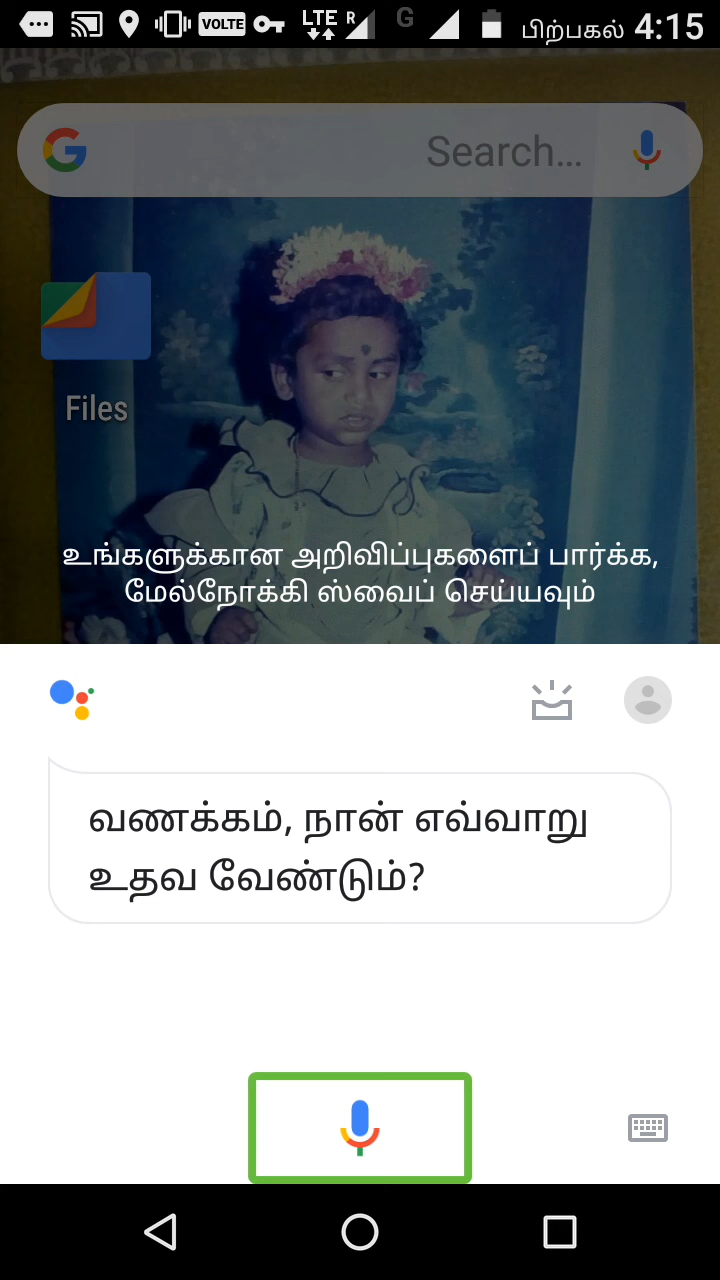 VOLTE LTE R G பிற்பகல் 4:15
Search...
Files
உங்களுக்கான அறிவிப்புகளைப் பார்க்க,
மேல்நோக்கி ஸ்வைப் செய்யவும்
வணக்கம், நான் எவ்வாறு
உதவ வேண்டும்?